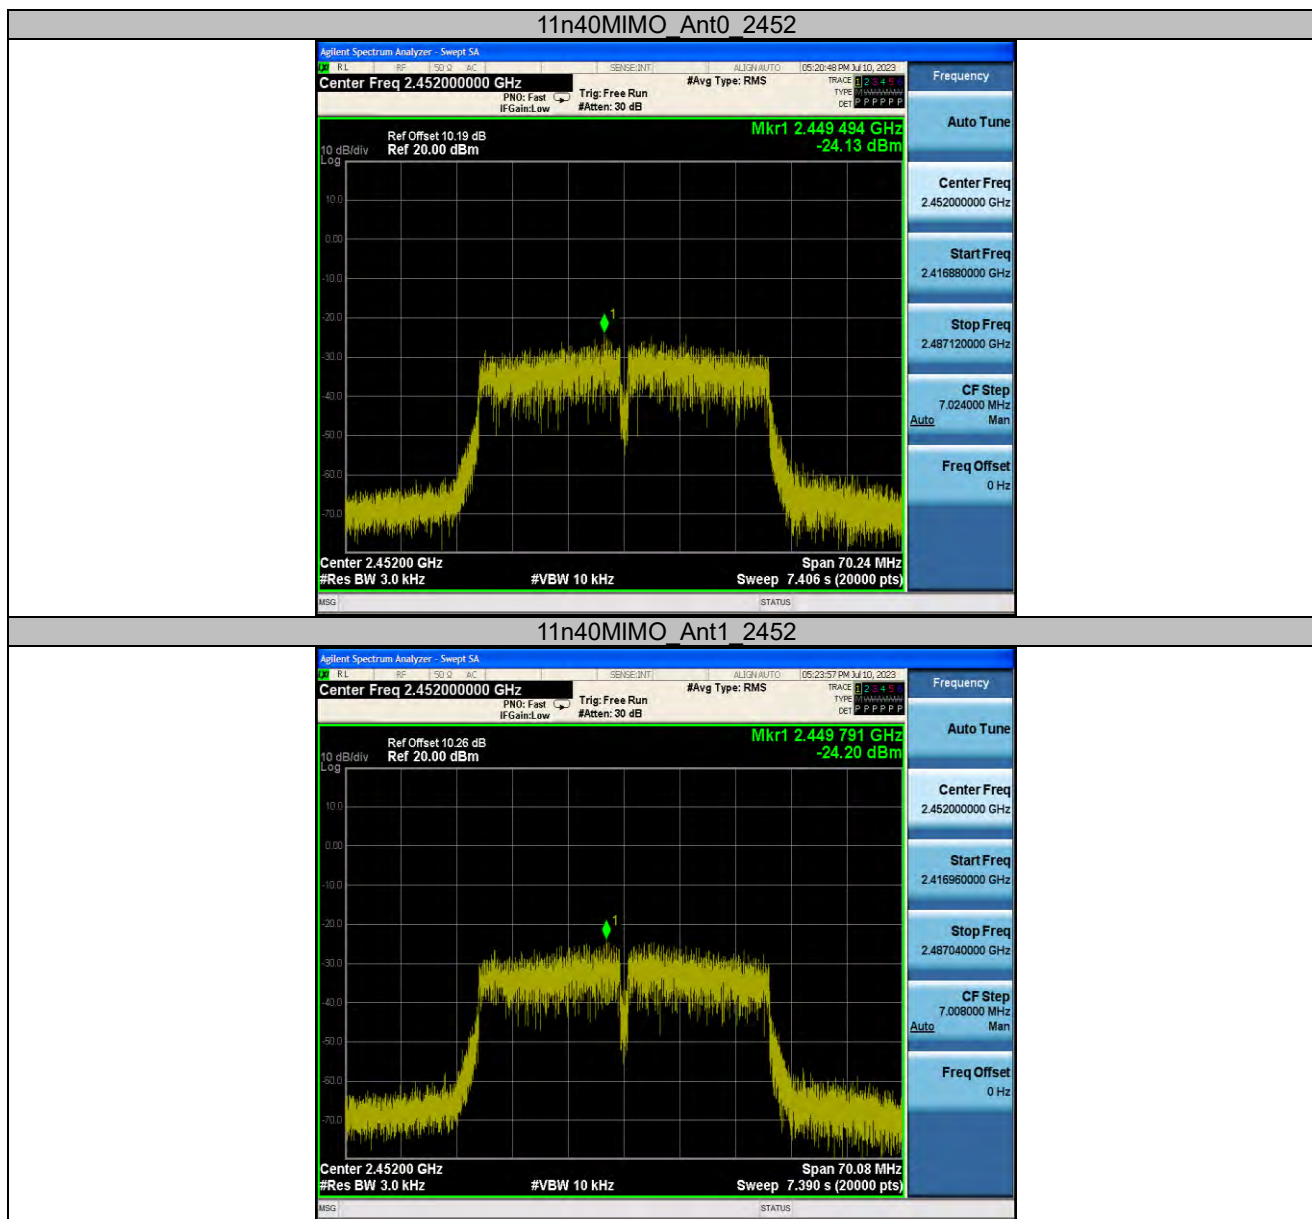 11n40MIMO_Ant0_2452
Agilent Spectrum Analyzer - Swept SA
RL RF 50 Ω AC SENSE:INT ALIGN AUTO 05:20:48 PM Jul 10, 2023
Center Freq 2.452000000 GHz #Avg Type: RMS TRACE 1 2 3 4 5 6
PNO: Fast Trig: Free Run TYPE M WWWWW
IFGain:Low #Atten: 30 dB DET P P P P P P
Frequency
Auto Tune
Center Freq
2.452000000 GHz
Start Freq
2.416880000 GHz
Stop Freq
2.487120000 GHz
CF Step
7.024000 MHz
Auto Man
Freq Offset
0 Hz
Mkr1 2.449 494 GHz
-24.13 dBm
Ref Offset 10.19 dB
10 dB/div Ref 20.00 dBm
Log
10.0
0.00
-10.0
-20.0
-30.0
-40.0
-50.0
-60.0
-70.0
1
Center 2.45200 GHz Span 70.24 MHz
#Res BW 3.0 kHz #VBW 10 kHz Sweep 7.406 s (20000 pts)
MSG STATUS
11n40MIMO_Ant1_2452
Agilent Spectrum Analyzer - Swept SA
RL RF 50 Ω AC SENSE:INT ALIGN AUTO 05:23:57 PM Jul 10, 2023
Center Freq 2.452000000 GHz #Avg Type: RMS TRACE 1 2 3 4 5 6
PNO: Fast Trig: Free Run TYPE M WWWWW
IFGain:Low #Atten: 30 dB DET P P P P P P
Frequency
Auto Tune
Center Freq
2.452000000 GHz
Start Freq
2.416960000 GHz
Stop Freq
2.487040000 GHz
CF Step
7.008000 MHz
Auto Man
Freq Offset
0 Hz
Mkr1 2.449 791 GHz
-24.20 dBm
Ref Offset 10.26 dB
10 dB/div Ref 20.00 dBm
Log
10.0
0.00
-10.0
-20.0
-30.0
-40.0
-50.0
-60.0
-70.0
1
Center 2.45200 GHz Span 70.08 MHz
#Res BW 3.0 kHz #VBW 10 kHz Sweep 7.390 s (20000 pts)
MSG STATUS